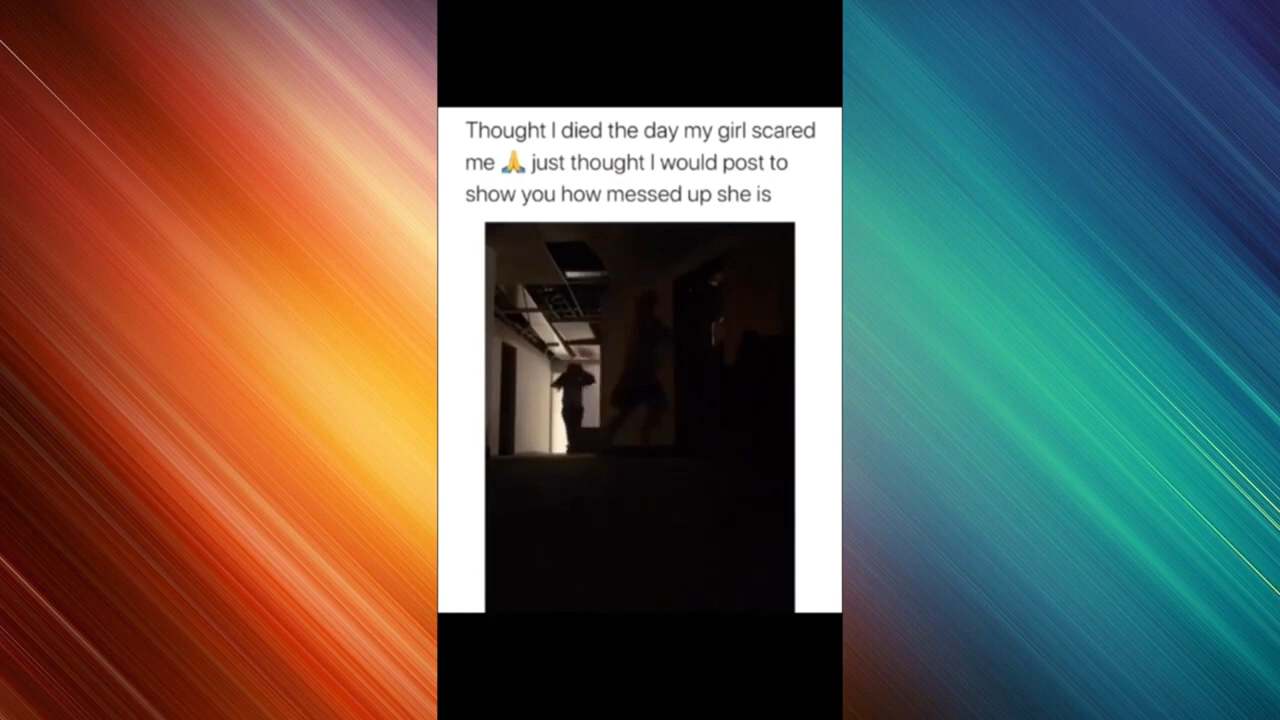 Thought I died the day my girl scared
me 🙏 just thought I would post to
show you how messed up she is